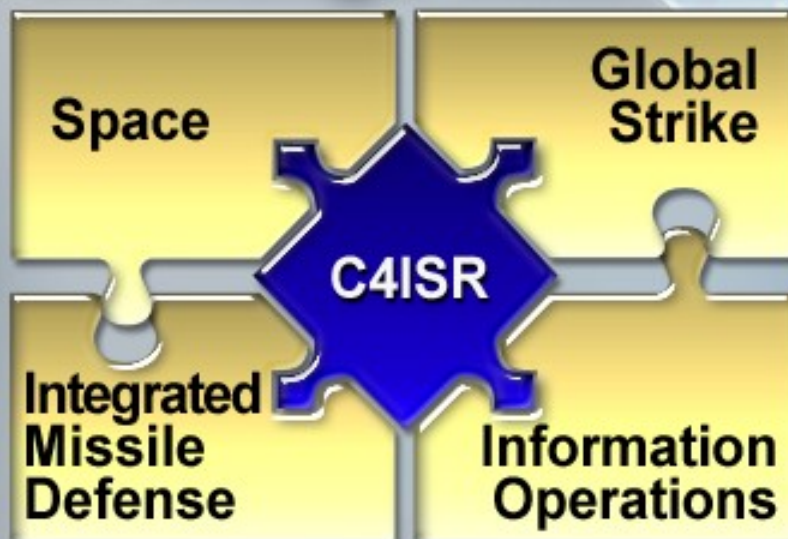 Space
Global
Strike
C4ISR
Integrated
Missile
Defense
Information
Operations